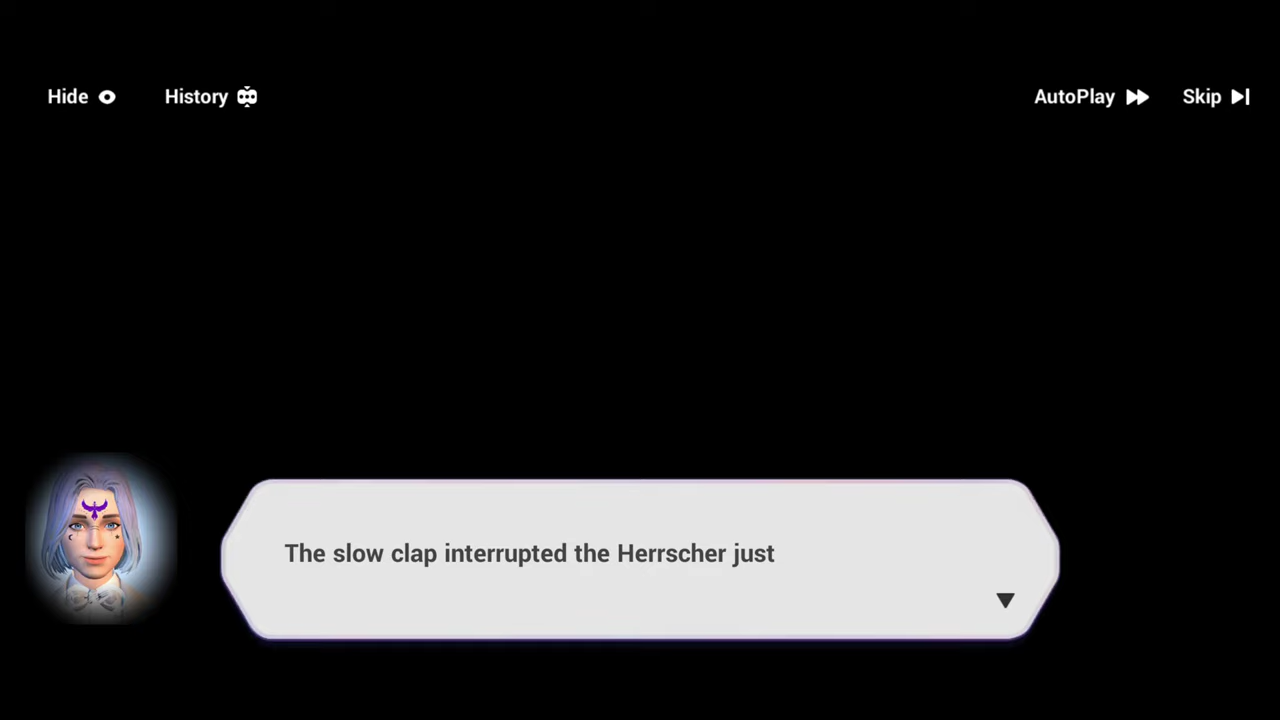 Hide
History
AutoPlay
Skip
The slow clap interrupted the Herrscher just